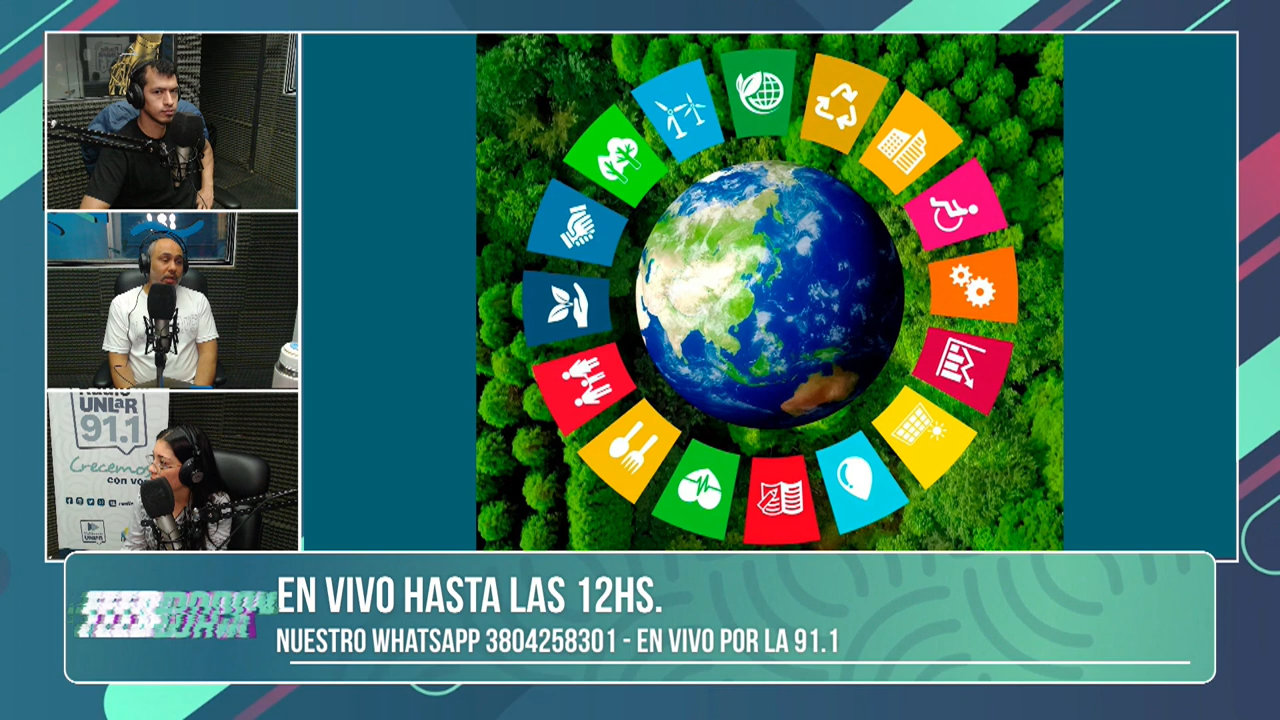 Radio
UNLaR
91.1
Crecemos
con vos
EN VIVO HASTA LAS 12HS.
NUESTRO WHATSAPP 3804258301 - EN VIVO POR LA 91.1